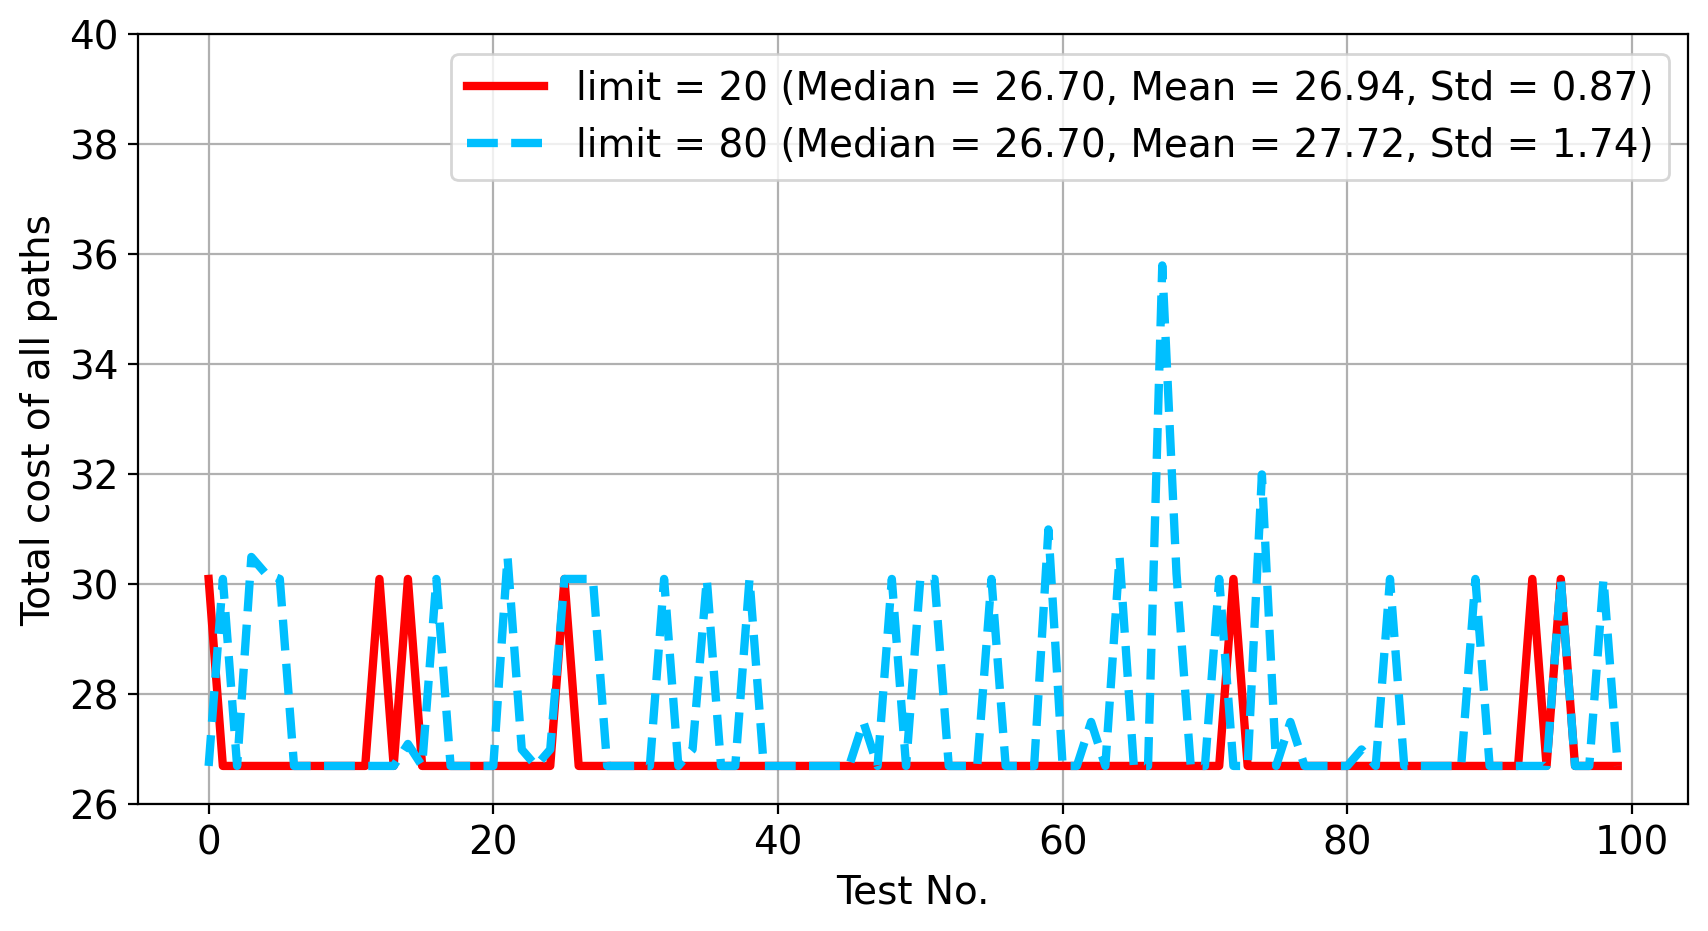 limit = 20 (Median = 26.70, Mean = 26.94, Std = 0.87)
limit = 80 (Median = 26.70, Mean = 27.72, Std = 1.74)
Total cost of all paths
40
38
36
34
32
30
28
26
0 20 40 60 80 100
Test No.